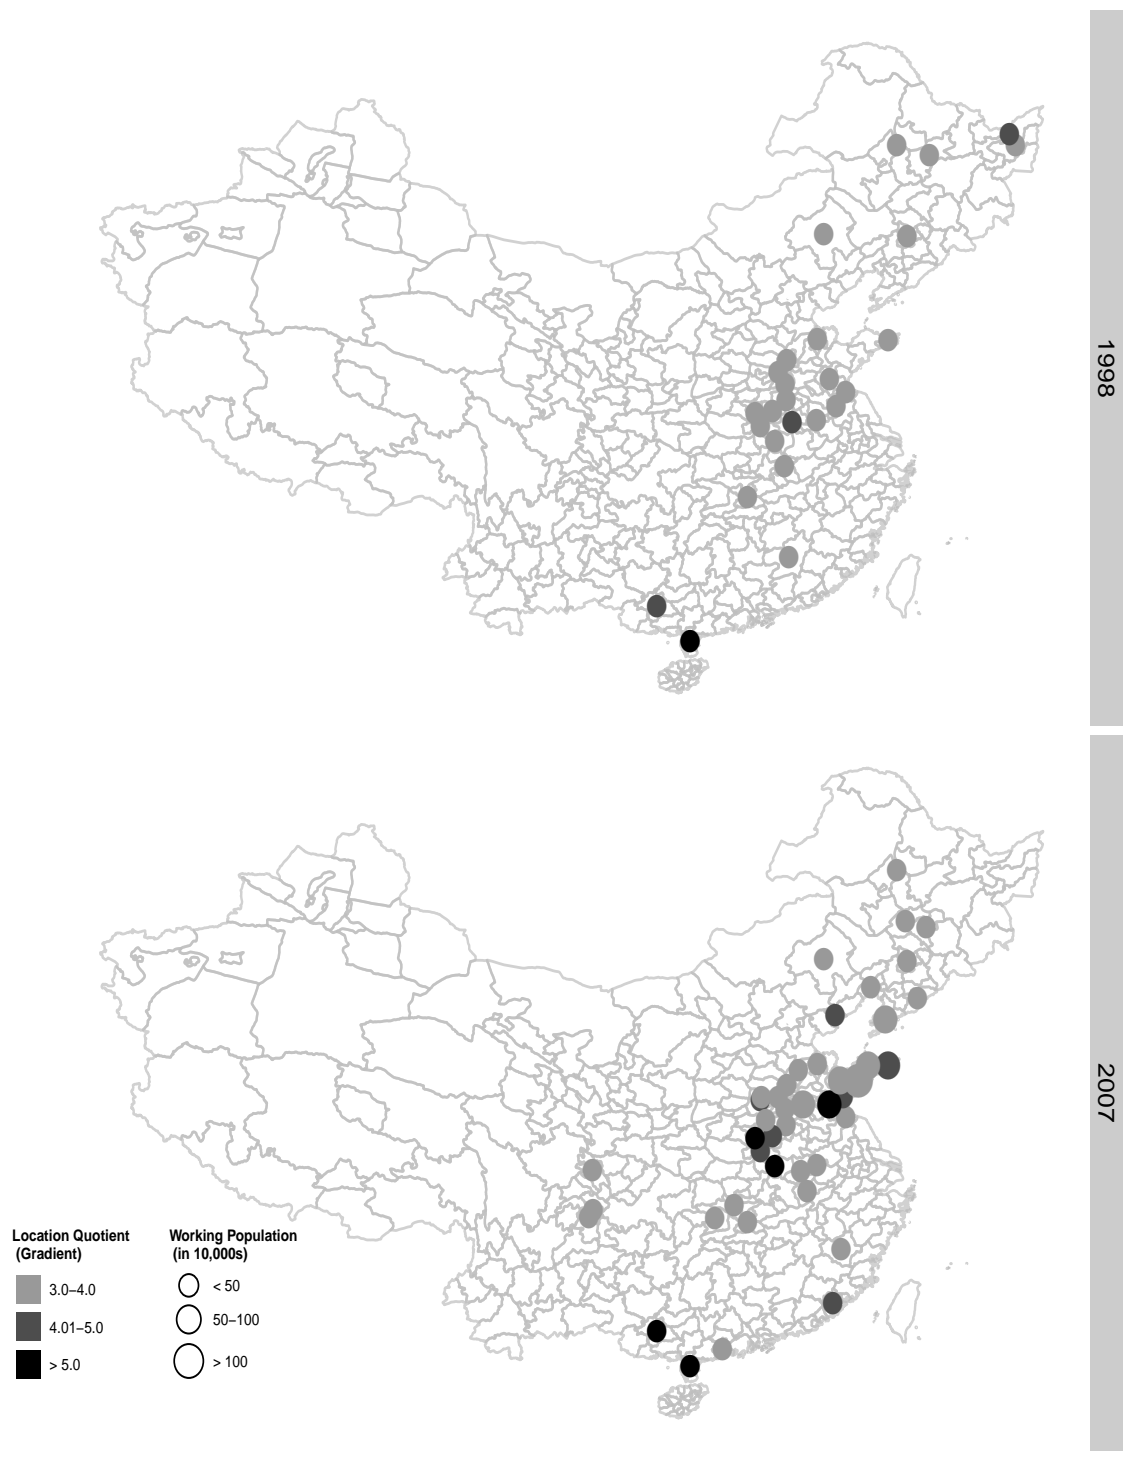 1998
2007
Location Quotient
(Gradient)
3.0–4.0
4.01–5.0
> 5.0
Working Population
(in 10,000s)
< 50
50–100
> 100